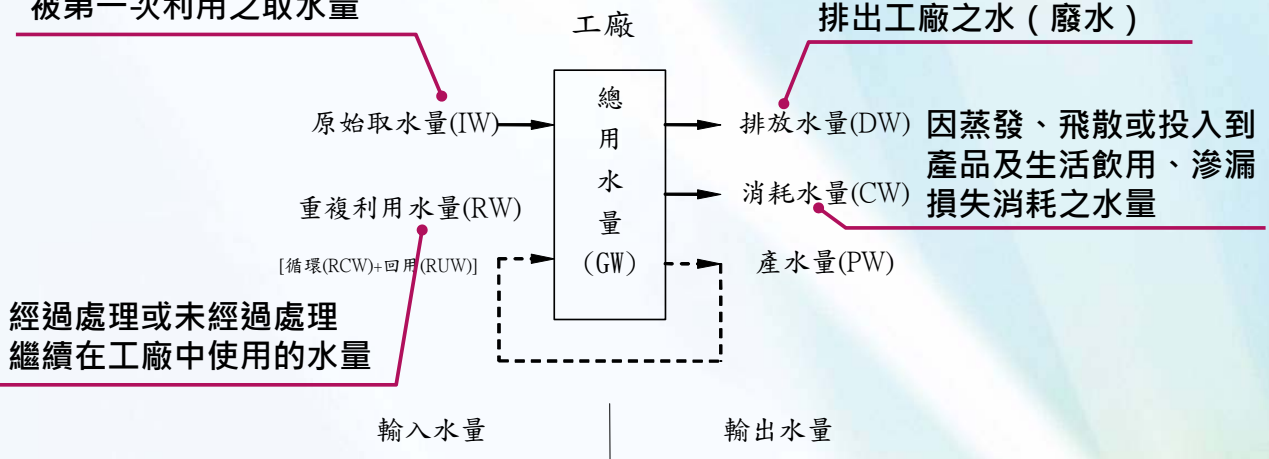 被第一次利用之取水量
工廠
排出工廠之水（廢水）
原始取水量(IW)
總用水量(GW)
排放水量(DW)
因蒸發、飛散或投入到
產品及生活飲用、滲漏
損失消耗之水量
重複利用水量(RW)
消耗水量(CW)
[循環(RCW)+回用(RUW)]
產水量(PW)
經過處理或未經過處理
繼續在工廠中使用的水量
輸入水量
輸出水量